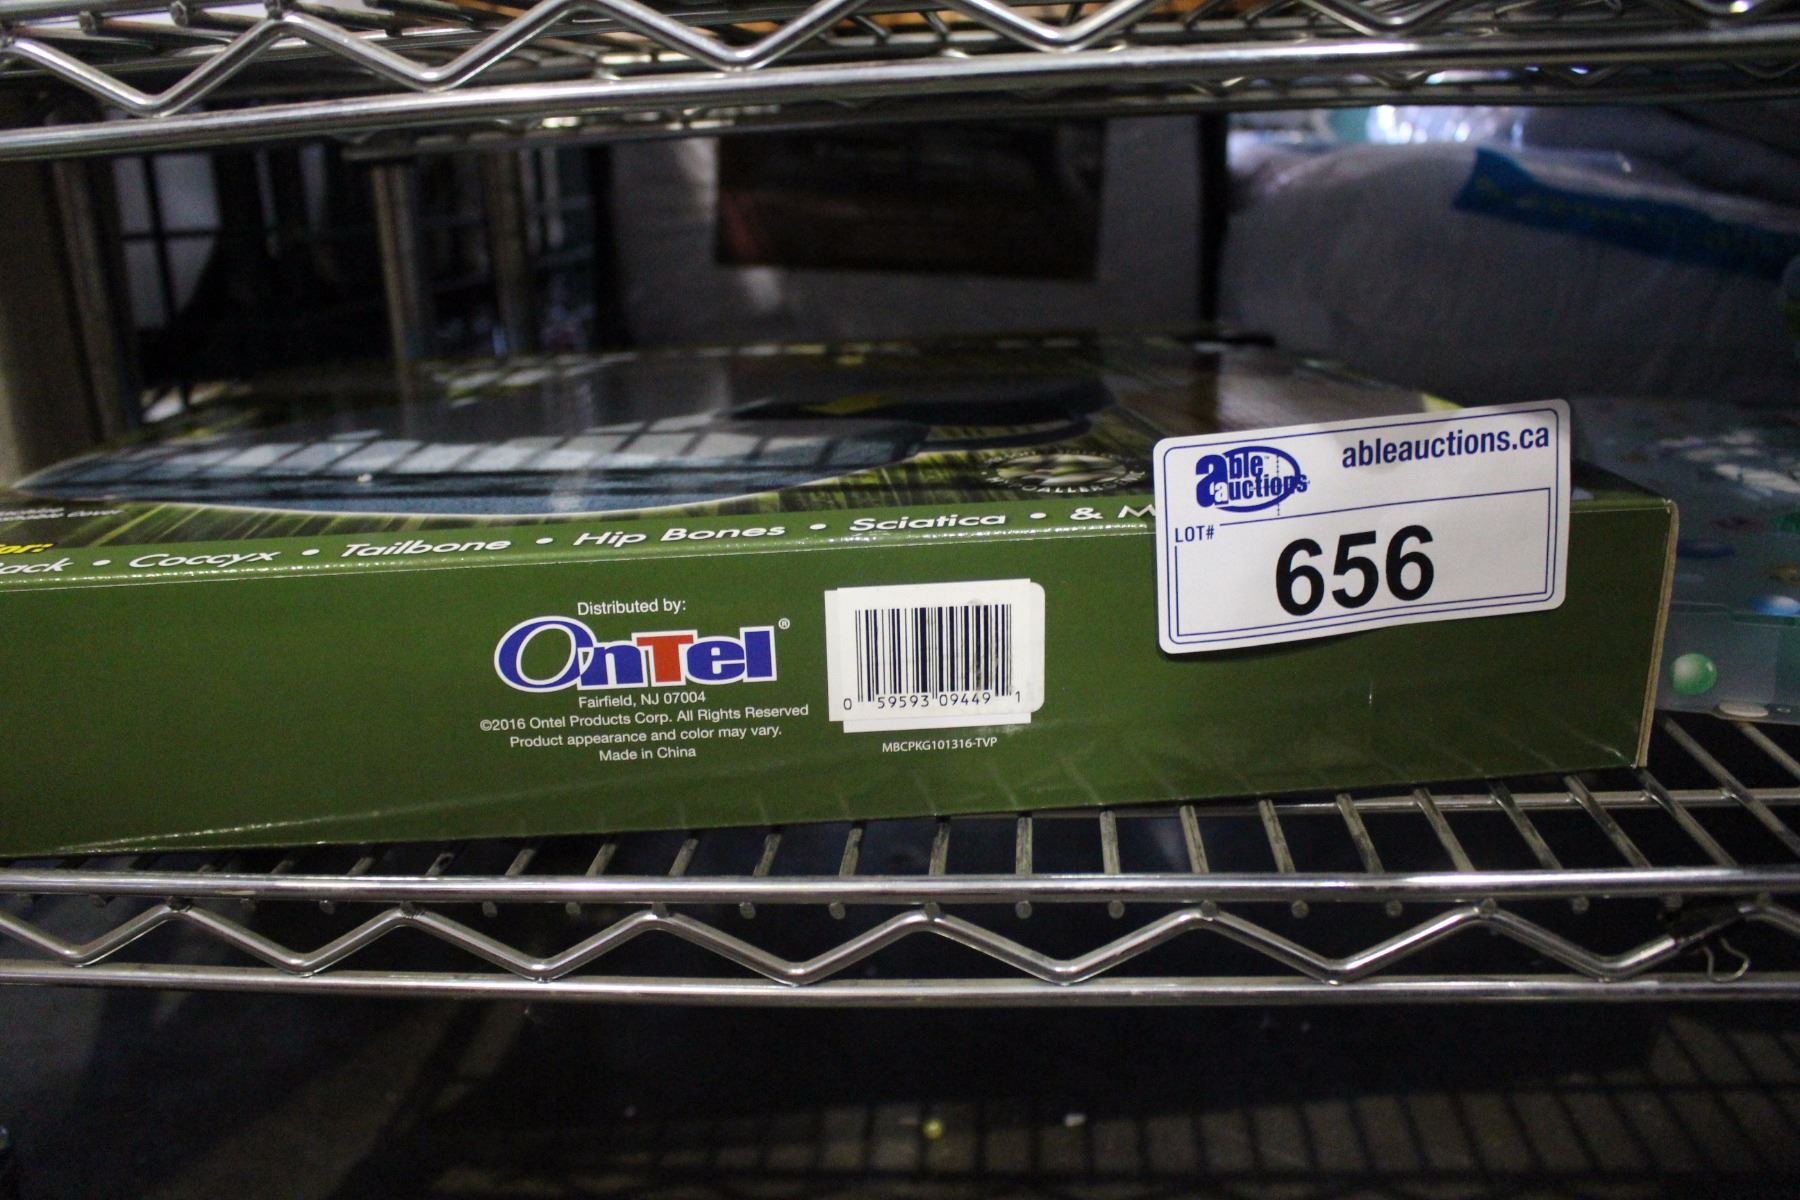 ableauctions.ca
able auctions
LOT#
656
or:
ack • Coccyx • Tailbone • Hip Bones • Sciatica • & M
Distributed by:
OnTel®
Fairfield, NJ 07004
©2016 Ontel Products Corp. All Rights Reserved
Product appearance and color may vary.
Made in China
0 59593 09449 1
MBCPKG101316-TVP